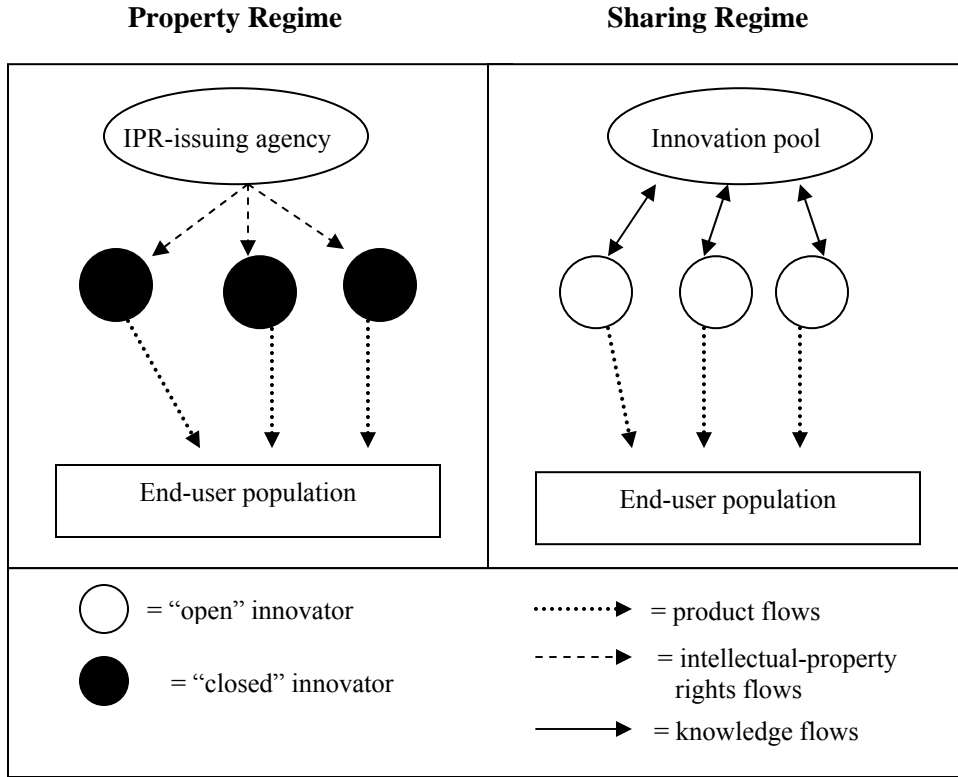 Property Regime
Sharing Regime
IPR-issuing agency
Innovation pool
End-user population
End-user population
= “open” innovator
= “closed” innovator
= product flows
= intellectual-property
rights flows
= knowledge flows